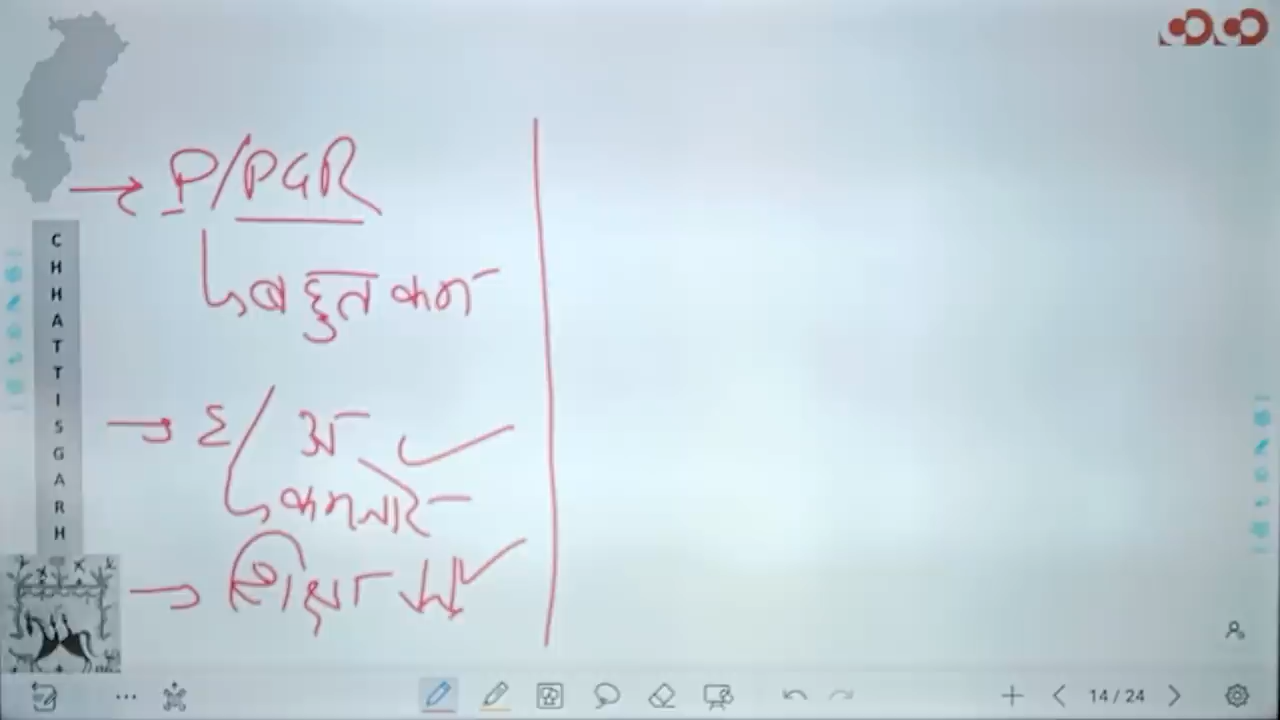 → P/PGR
↳ बहुत कम
→ ई/अ ✓
↳ कमजोर
→ शिक्षा ✓
CHHATTISGARH
14 / 24